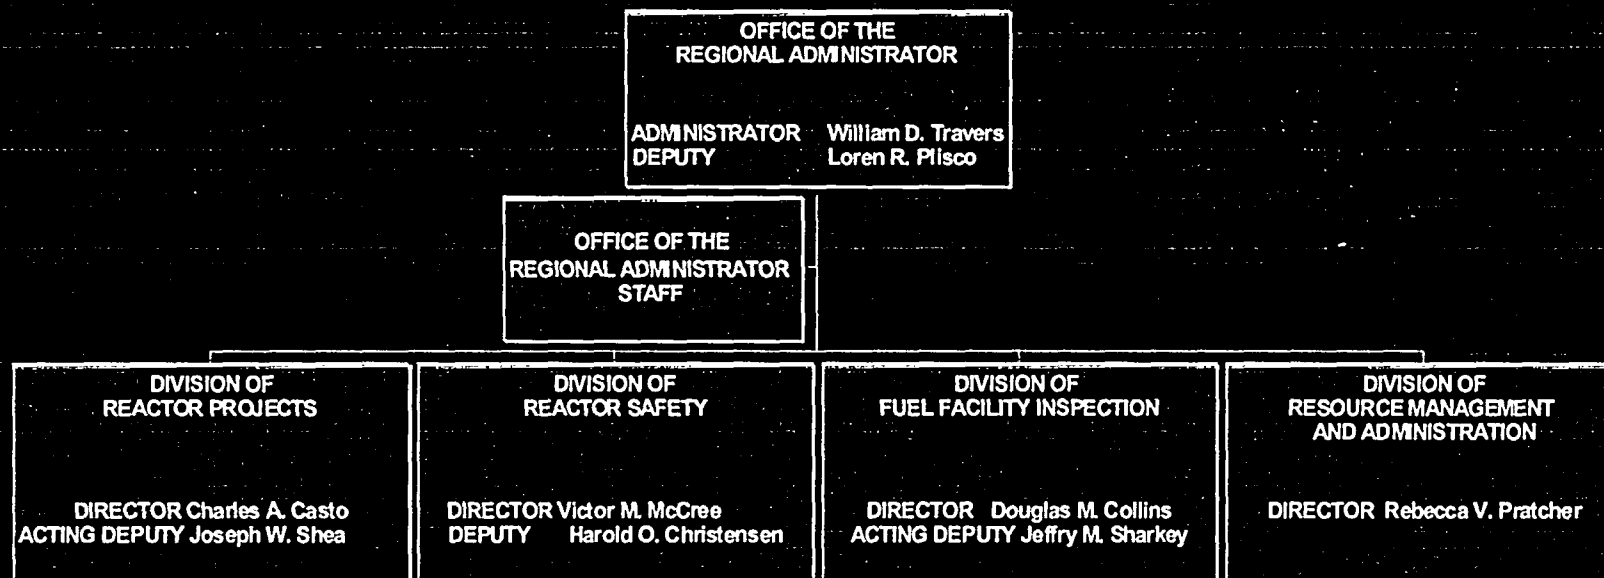 OFFICE OF THE
REGIONAL ADMINISTRATOR
ADMINISTRATOR William D. Travers
DEPUTY Loren R. Plisco
OFFICE OF THE
REGIONAL ADMINISTRATOR
STAFF
DIVISION OF
REACTOR PROJECTS
DIRECTOR Charles A. Casto
ACTING DEPUTY Joseph W. Shea
DIVISION OF
REACTOR SAFETY
DIRECTOR Victor M. McCree
DEPUTY Harold O. Christensen
DIVISION OF
FUEL FACILITY INSPECTION
DIRECTOR Douglas M. Collins
ACTING DEPUTY Jeffry M. Sharkey
DIVISION OF
RESOURCE MANAGEMENT
AND ADMINISTRATION
DIRECTOR Rebecca V. Pratcher